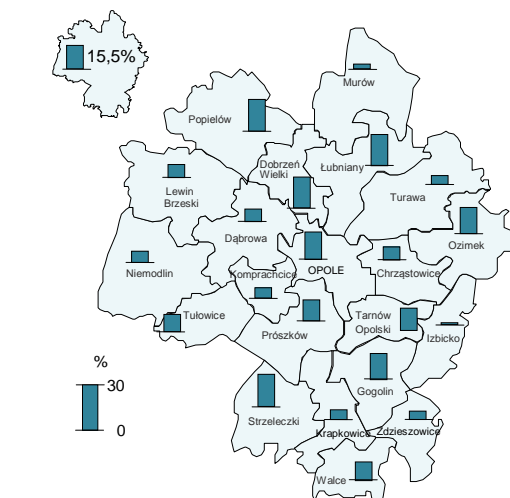 15,5%
Murów
Popielów
Dobrzeń
Wielki
Łubniany
Lewin
Brzeski
Turawa
Dąbrowa
Ozimek
Niemodlin
Komprachcice
OPOLE
Chrząstowice
Tułowice
Prószków
Tarnów
Opolski
Izbicko
%
30
0
Gogolin
Strzeleczki
Krapkowice
Zdzieszowice
Walce